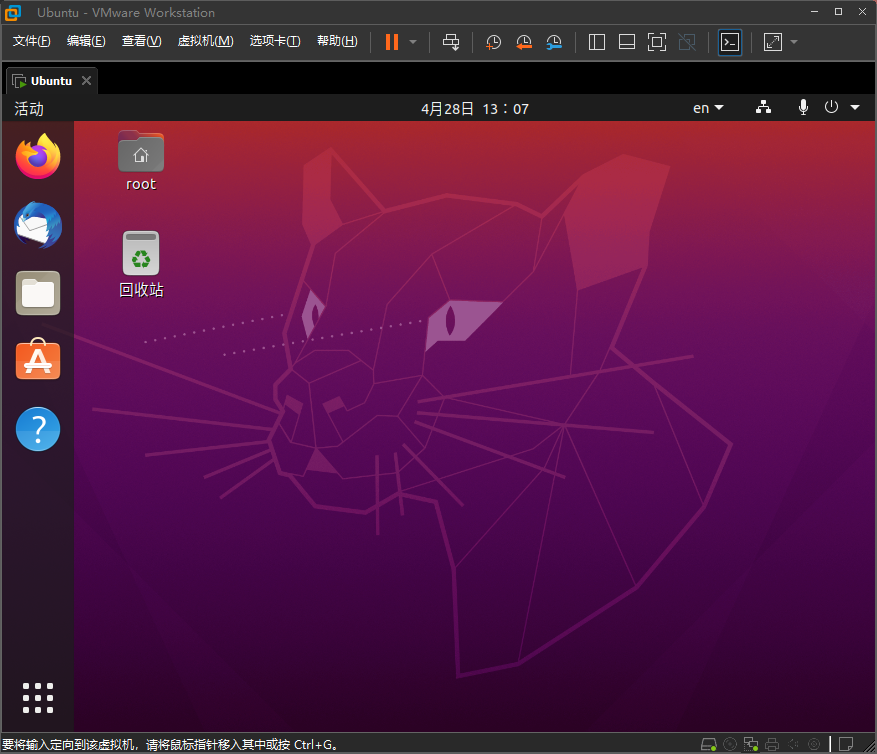 Ubuntu - VMware Workstation
文件(F) 编辑(E) 查看(V) 虚拟机(M) 选项卡(T) 帮助(H)
Ubuntu
活动 4月28日 13：07 en
root
回收站
要将输入定向到该虚拟机，请将鼠标指针移入其中或按 Ctrl+G。